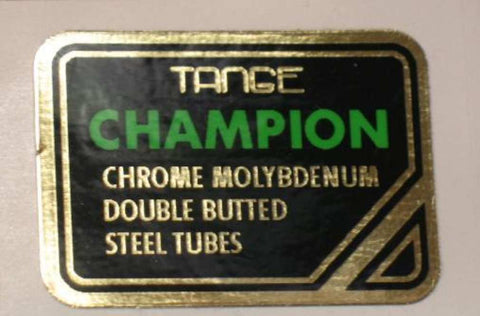 TANGE
CHAMPION
CHROME MOLYBDENUM
DOUBLE BUTTED
STEEL TUBES